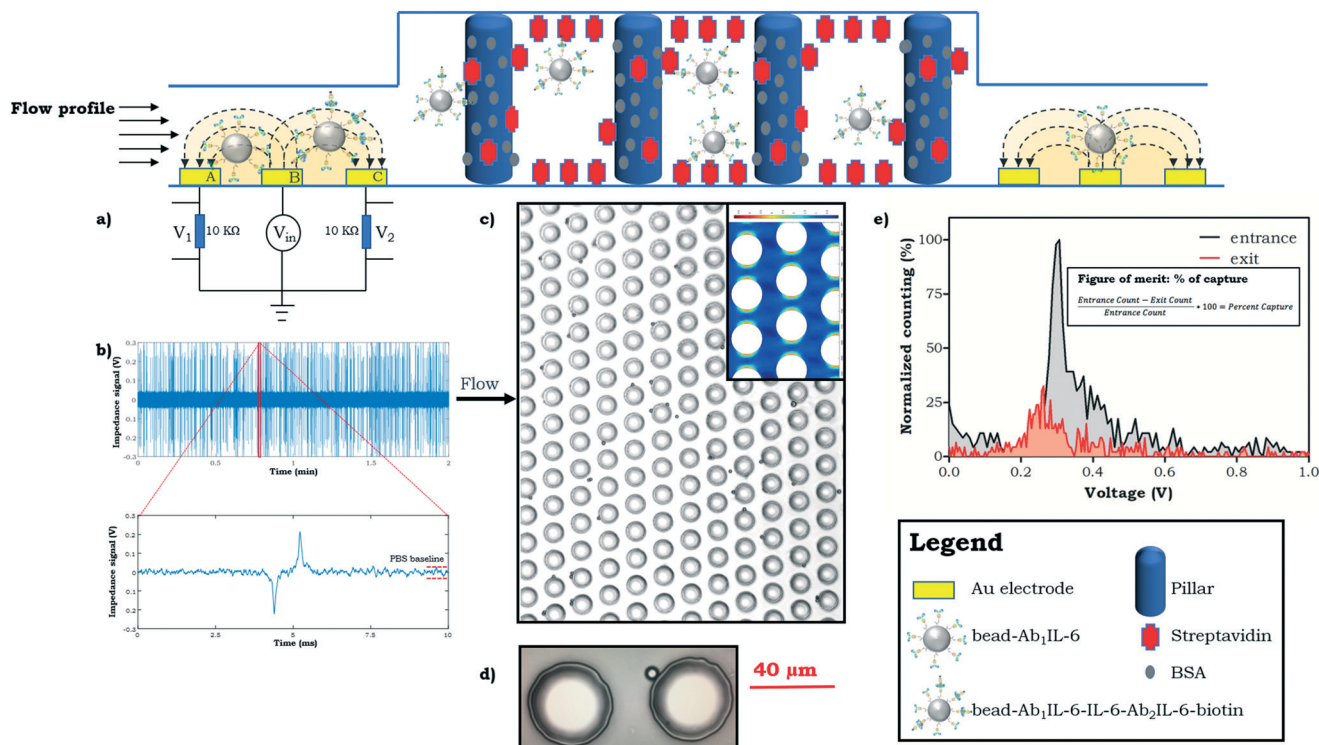 Flow profile
A
B
C
a)
V1
10 KΩ
Vin
10 KΩ
V2
b)
Impedance signal (V)
0.3
0.2
0.1
0
0.1
0.2
0.3
0
0.5
1
1.5
2
Time (min)
Flow
Impedance signal (V)
0.3
0.2
0.1
0
-0.1
-0.2
-0.3
PBS baseline
0
2.5
5
7.5
10
Time (ms)
c)
d)
40 µm
e)
Normalized counting (%)
100
75
50
25
0
entrance
exit
Figure of merit: % of capture
Entrance Count − Exit Count
Entrance Count
* 100 = Percent Capture
0.0
0.2
0.4
0.6
0.8
1.0
Voltage (V)
Legend
Au electrode
Pillar
bead-Ab1IL-6
Streptavidin
BSA
bead-Ab1IL-6-IL-6-Ab2IL-6-biotin